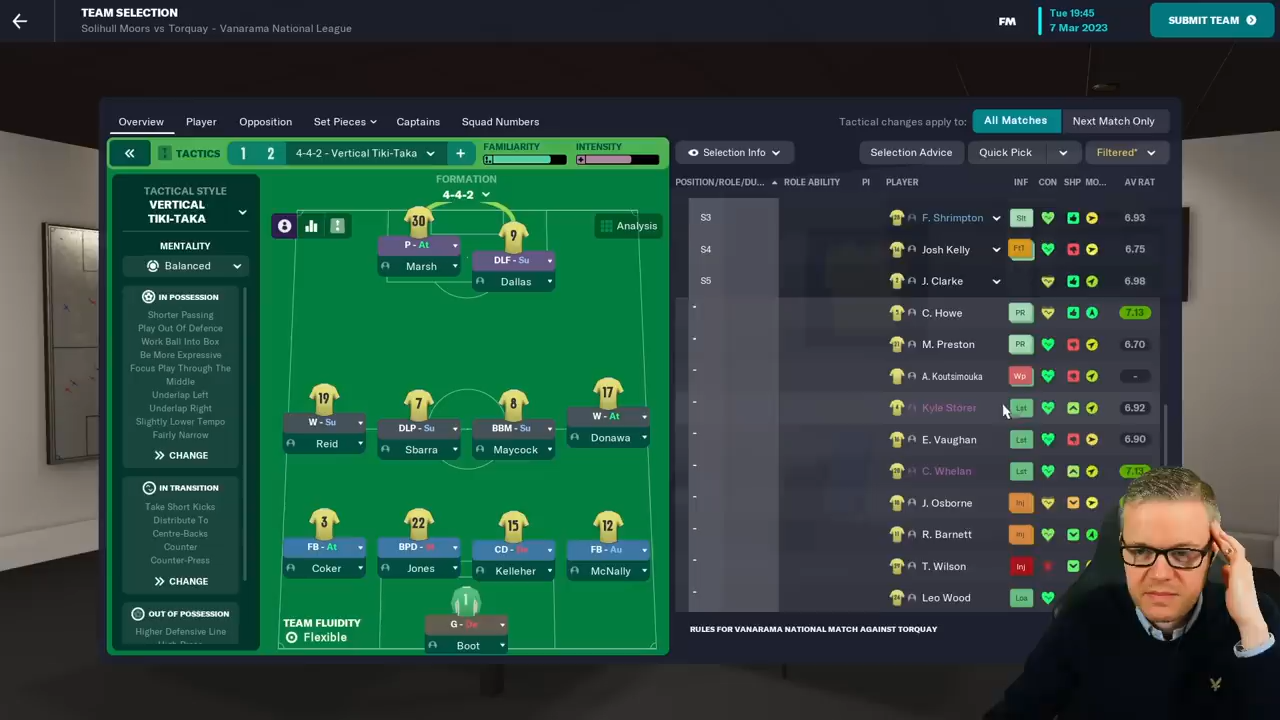 TEAM SELECTION
Solihull Moors vs Torquay - Vanarama National League
FM
Tue 19:45
7 Mar 2023
SUBMIT TEAM
Overview
Player
Opposition
Set Pieces
Captains
Squad Numbers
Tactical changes apply to:
All Matches
Next Match Only
TACTICS
1
2
4-4-2 - Vertical Tiki-Taka
FAMILIARITY
INTENSITY
Selection Info
Selection Advice
Quick Pick
Filtered*
TACTICAL STYLE
VERTICAL
TIKI-TAKA
MENTALITY
Balanced
IN POSSESSION
Shorter Passing
Play Out Of Defence
Work Ball Into Box
Be More Expressive
Focus Play Through The
Middle
Underlap Left
Underlap Right
Slightly Lower Tempo
Fairly Narrow
CHANGE
IN TRANSITION
Take Short Kicks
Distribute To
Centre-Backs
Counter
Counter-Press
CHANGE
OUT OF POSSESSION
Higher Defensive Line
FORMATION
4-4-2
Analysis
30
P - At
Marsh
9
DLF - Su
Dallas
19
W - Su
Reid
7
DLP - Su
Sbarra
8
BBM - Su
Maycock
17
W - At
Donawa
3
FB - At
Coker
22
BPD - De
Jones
15
CD - De
Kelleher
12
FB - Au
McNally
1
G - De
Boot
TEAM FLUIDITY
Flexible
POSITION/ROLE/DU...
ROLE ABILITY
PI
PLAYER
INF
CON
SHP
MO...
AV RAT
S3
F. Shrimpton
Slt
6.93
S4
Josh Kelly
6.75
S5
J. Clarke
6.98
-
C. Howe
PR
7.13
-
M. Preston
PR
6.70
-
A. Koutsimouka
Wp
-
-
Kyle Storer
Lst
6.92
-
E. Vaughan
Lst
6.90
-
C. Whelan
Lst
7.13
-
J. Osborne
Inj
-
R. Barnett
Inj
-
T. Wilson
Inj
-
Leo Wood
Loa
RULES FOR VANARAMA NATIONAL MATCH AGAINST TORQUAY